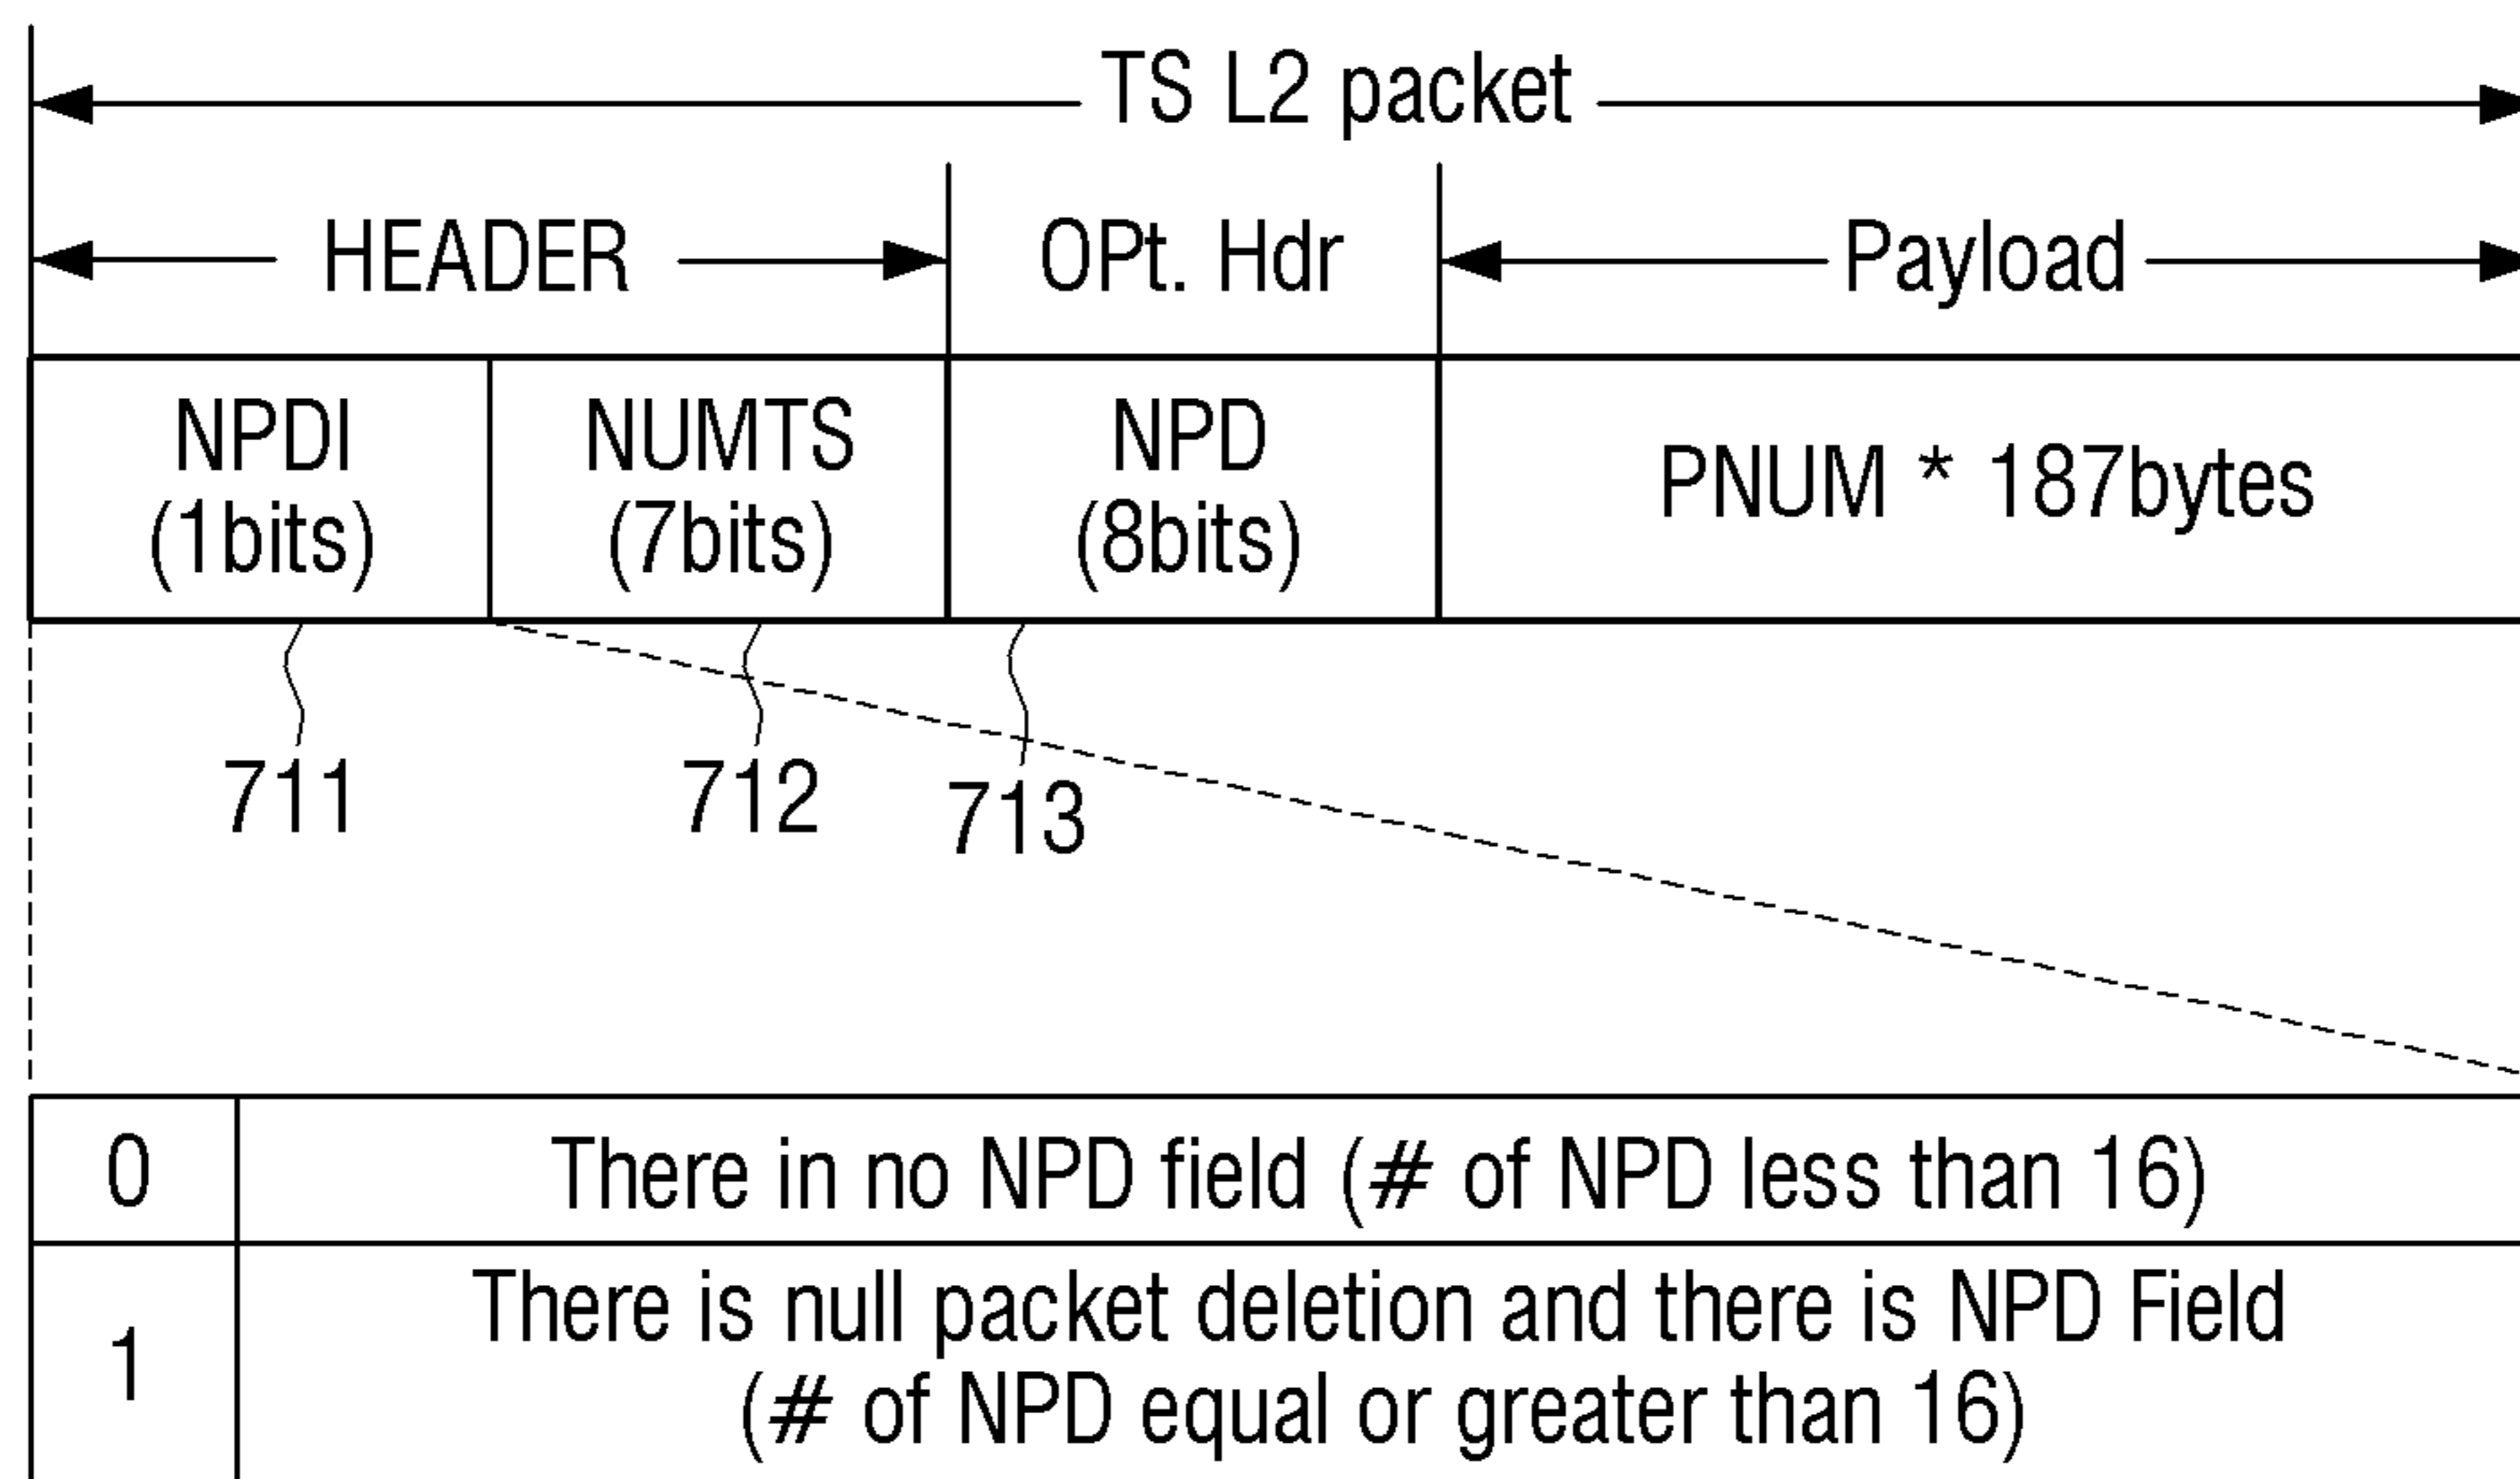 TS L2 packet
HEADER
OPt. Hdr
Payload
NPDI
(1bits)
NUMTS
(7bits)
NPD
(8bits)
PNUM * 187bytes
711
712
713
0
There in no NPD field (# of NPD less than 16)
1
There is null packet deletion and there is NPD Field
(# of NPD equal or greater than 16)